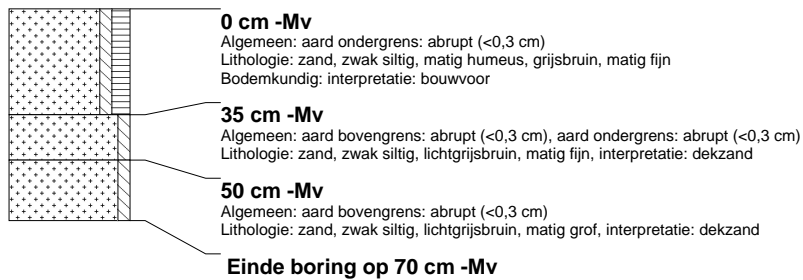 0 cm -Mv
Algemeen: aard ondergrens: abrupt (<0,3 cm)
Lithologie: zand, zwak siltig, matig humeus, grijsbruin, matig fijn
Bodemkundig: interpretatie: bouwvoor
35 cm -Mv
Algemeen: aard bovengrens: abrupt (<0,3 cm), aard ondergrens: abrupt (<0,3 cm)
Lithologie: zand, zwak siltig, lichtgrijsbruin, matig fijn, interpretatie: dekzand
50 cm -Mv
Algemeen: aard bovengrens: abrupt (<0,3 cm)
Lithologie: zand, zwak siltig, lichtgrijsbruin, matig grof, interpretatie: dekzand
Einde boring op 70 cm -Mv